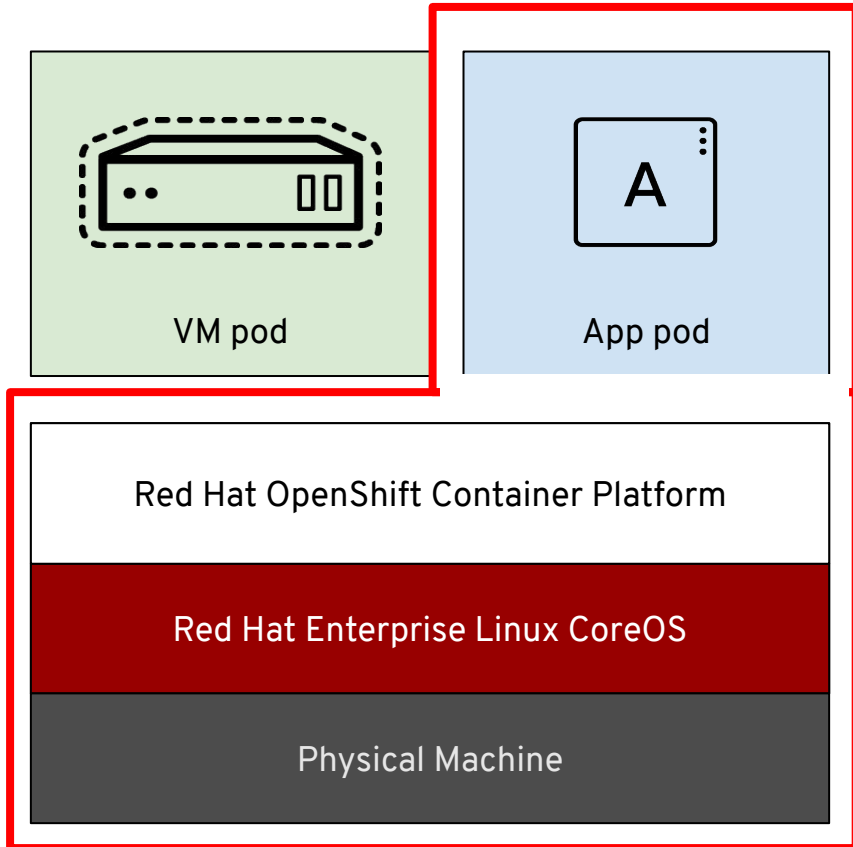 A
VM pod
App pod
Red Hat OpenShift Container Platform
Red Hat Enterprise Linux CoreOS
Physical Machine